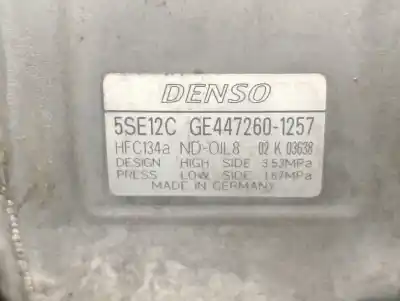 DENSO
5SE12C GE447260-1257
HFC134a ND-OIL8 02 K 03638
DESIGN HIGH SIDE 3.53MPa
PRESS LOW SIDE 1.67MPa
MADE IN GERMANY